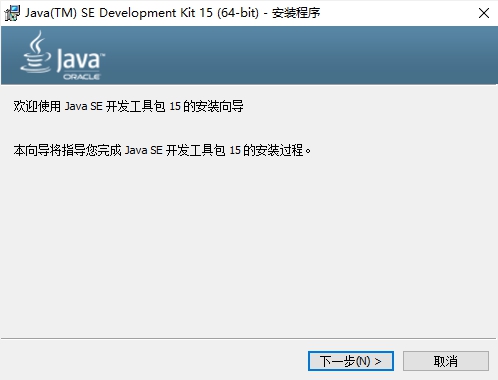 Java(TM) SE Development Kit 15 (64-bit) - 安装程序
Java™
ORACLE
欢迎使用 Java SE 开发工具包 15 的安装向导
本向导将指导您完成 Java SE 开发工具包 15 的安装过程。
下一步(N) >
取消